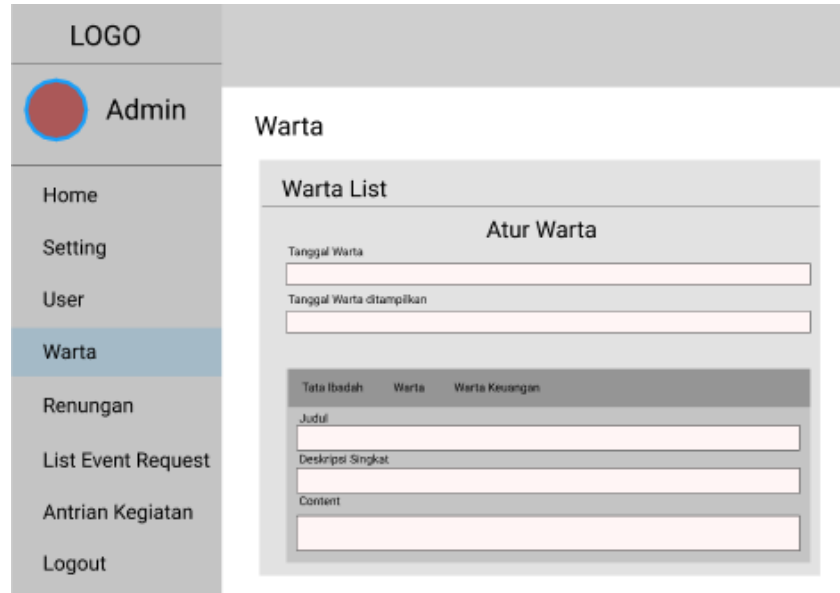 LOGO
Admin
Home
Setting
User
Warta
Renungan
List Event Request
Antrian Kegiatan
Logout
Warta
Warta List
Atur Warta
Tanggal Warta
Tanggal Warta ditampilkan
Tata Ibadah Warta Warta Keuangan
Judul
Deskripsi Singkat
Content